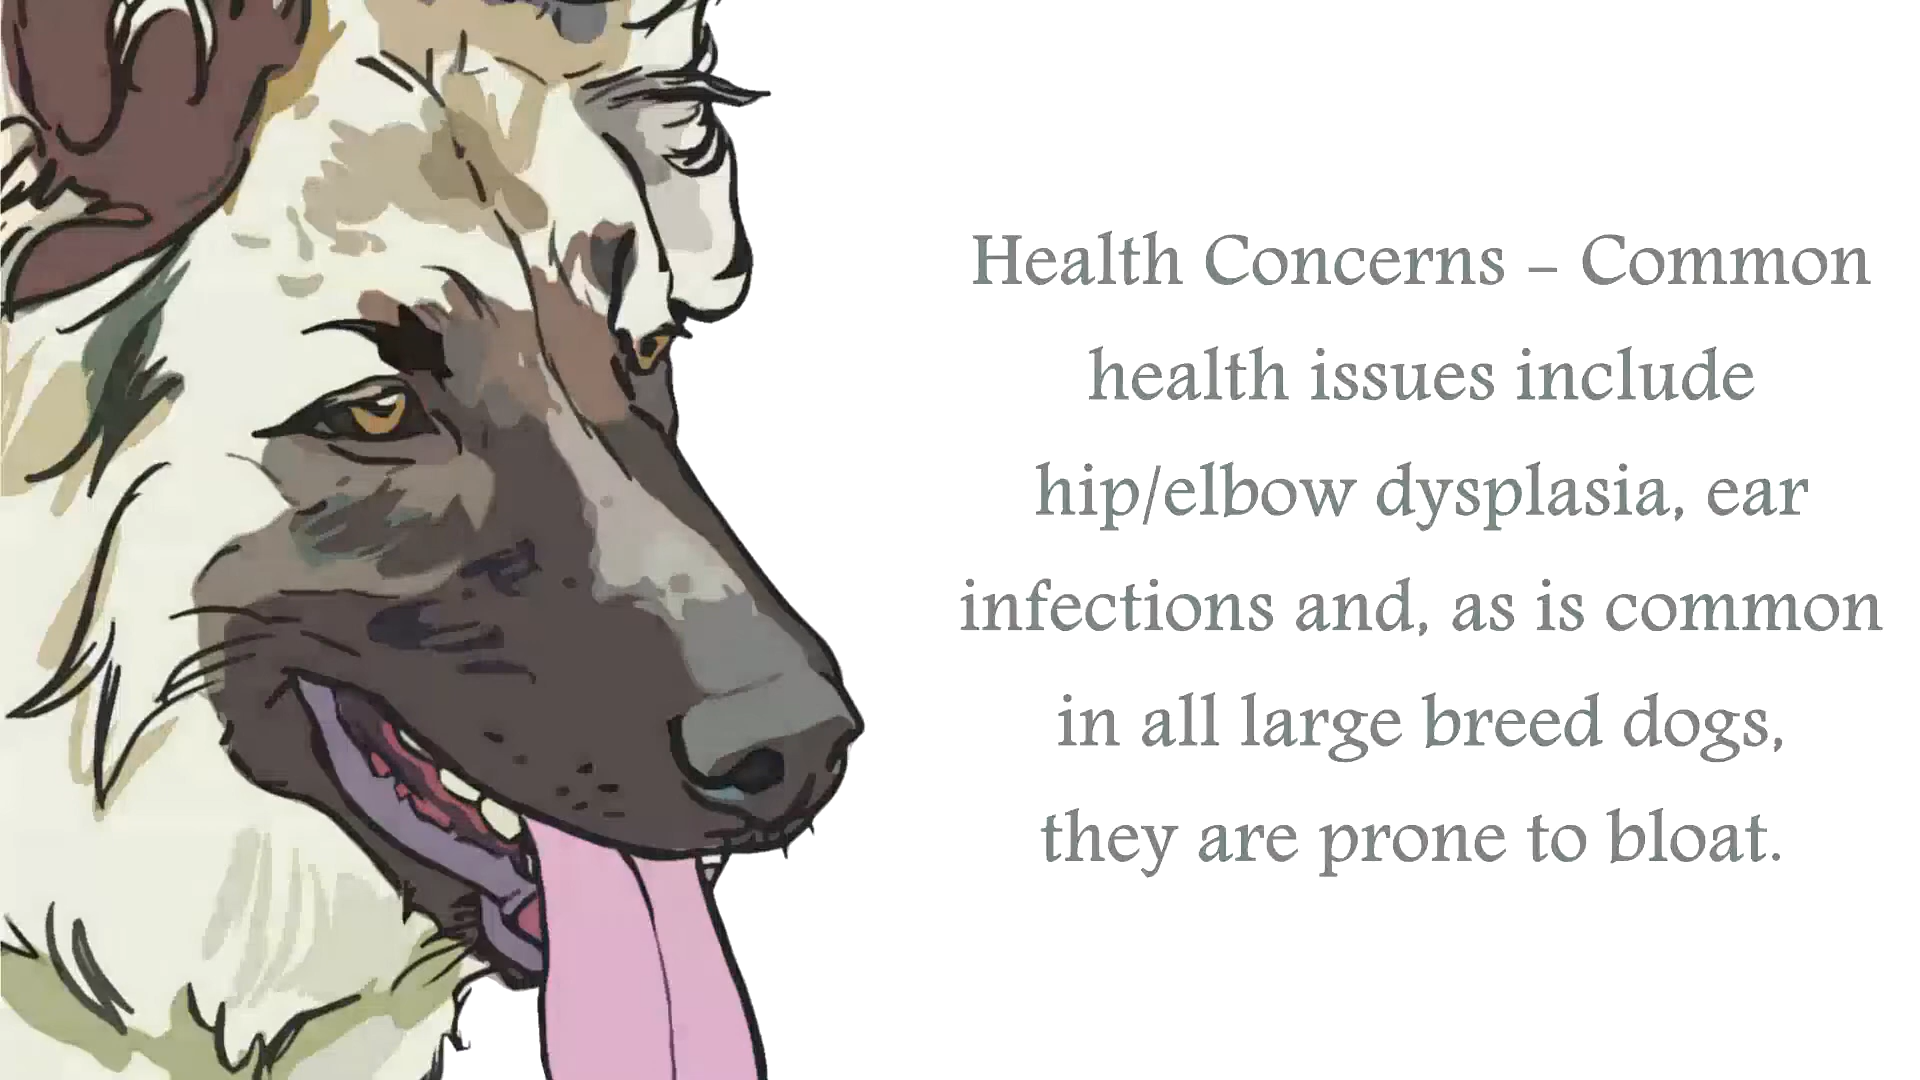 Health Concerns – Common
health issues include
hip/elbow dysplasia, ear
infections and, as is common
in all large breed dogs,
they are prone to bloat.